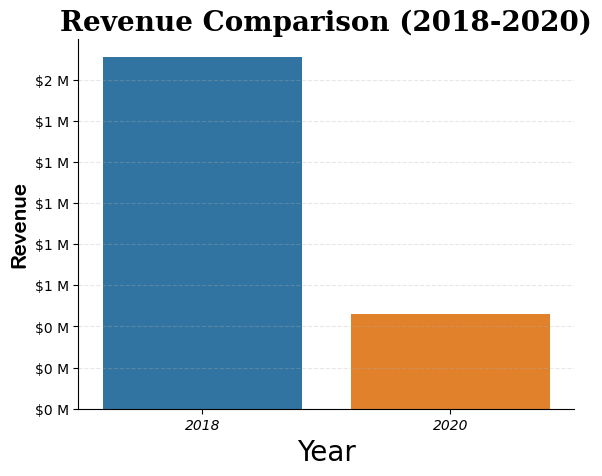 Revenue Comparison (2018-2020)
$2 M
$1 M
$1 M
$1 M
$1 M
$1 M
$0 M
$0 M
$0 M
Revenue
2018
2020
Year